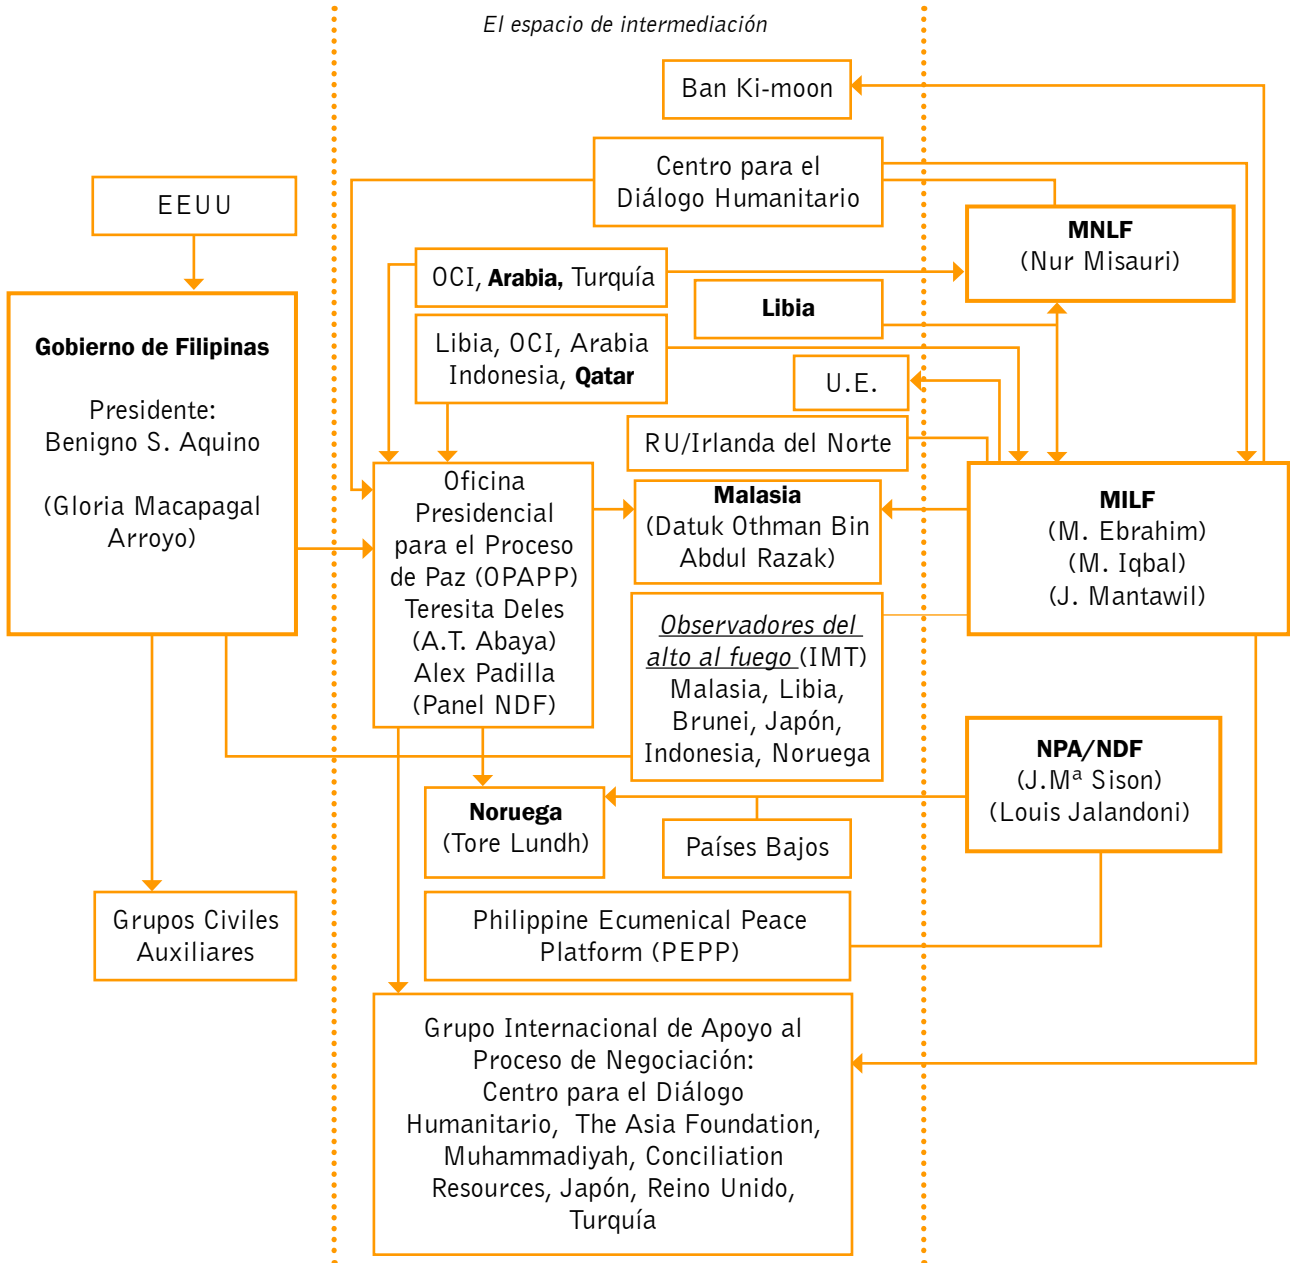 El espacio de intermediación
Ban Ki-moon
Centro para el
Diálogo Humanitario
EEUU
MNLF
(Nur Misauri)
OCI, Arabia, Turquía
Libia
Gobierno de Filipinas
Presidente:
Benigno S. Aquino
(Gloria Macapagal
Arroyo)
Libia, OCI, Arabia
Indonesia, Qatar
U.E.
RU/Irlanda del Norte
Oficina
Presidencial
para el Proceso
de Paz (OPAPP)
Teresita Deles
(A.T. Abaya)
Alex Padilla
(Panel NDF)
Malasia
(Datuk Othman Bin
Abdul Razak)
MILF
(M. Ebrahim)
(M. Iqbal)
(J. Mantawil)
Observadores del
alto al fuego (IMT)
Malasia, Libia,
Brunei, Japón,
Indonesia, Noruega
NPA/NDF
(J.Mª Sison)
(Louis Jalandoni)
Noruega
(Tore Lundh)
Países Bajos
Grupos Civiles
Auxiliares
Philippine Ecumenical Peace
Platform (PEPP)
Grupo Internacional de Apoyo al
Proceso de Negociación:
Centro para el Diálogo
Humanitario, The Asia Foundation,
Muhammadiyah, Conciliation
Resources, Japón, Reino Unido,
Turquía